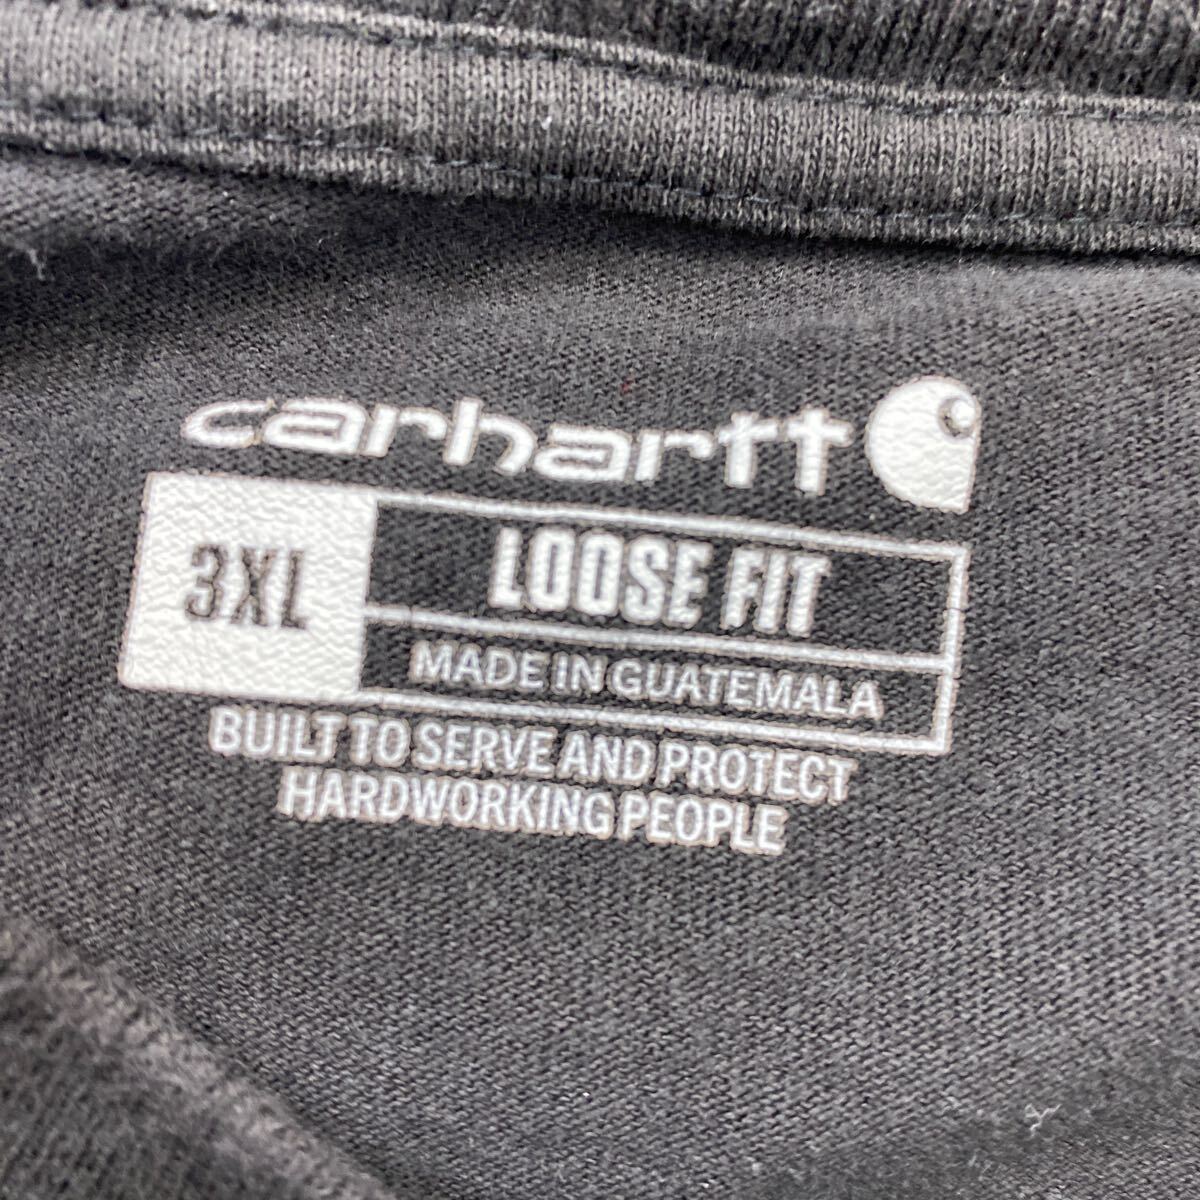 carhartt
3XL
LOOSE FIT
MADE IN GUATEMALA
BUILT TO SERVE AND PROTECT
HARDWORKING PEOPLE